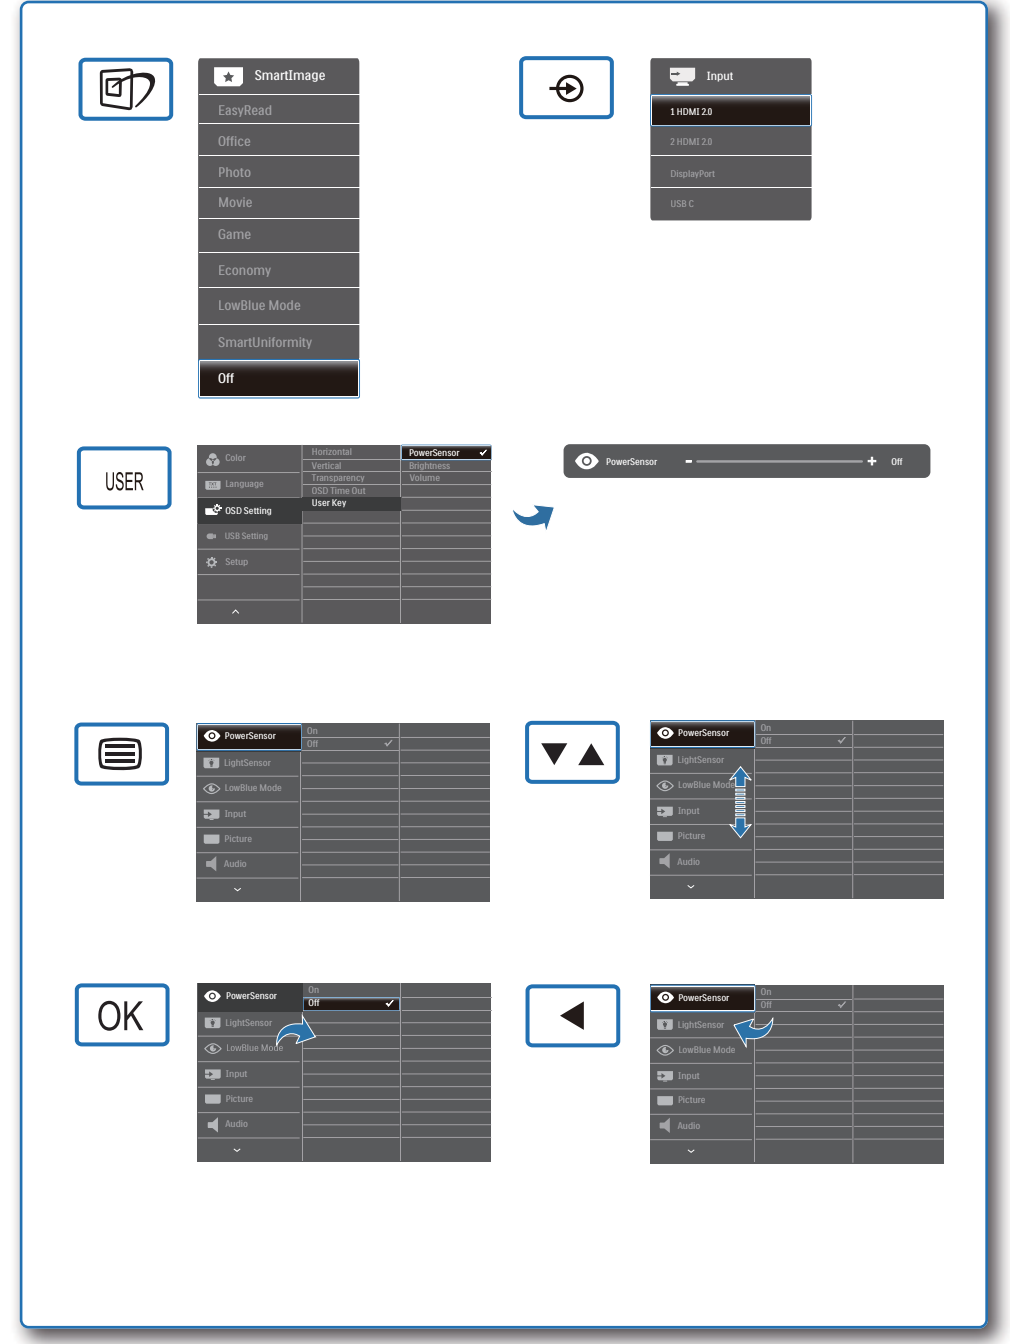 SmartImage
EasyRead
Office
Photo
Movie
Game
Economy
LowBlue Mode
SmartUniformity
Off
Input
1 HDMI 2.0
2 HDMI 2.0
DisplayPort
USB C
USER
Color
Language
OSD Setting
USB Setting
Setup
Horizontal
Vertical
Transparency
OSD Time Out
User Key
PowerSensor
Brightness
Volume
PowerSensor - + Off
PowerSensor
LightSensor
LowBlue Mode
Input
Picture
Audio
On
Off
PowerSensor
LightSensor
LowBlue Mode
Input
Picture
Audio
On
Off
OK
PowerSensor
LightSensor
LowBlue Mode
Input
Picture
Audio
On
Off
PowerSensor
LightSensor
LowBlue Mode
Input
Picture
Audio
On
Off